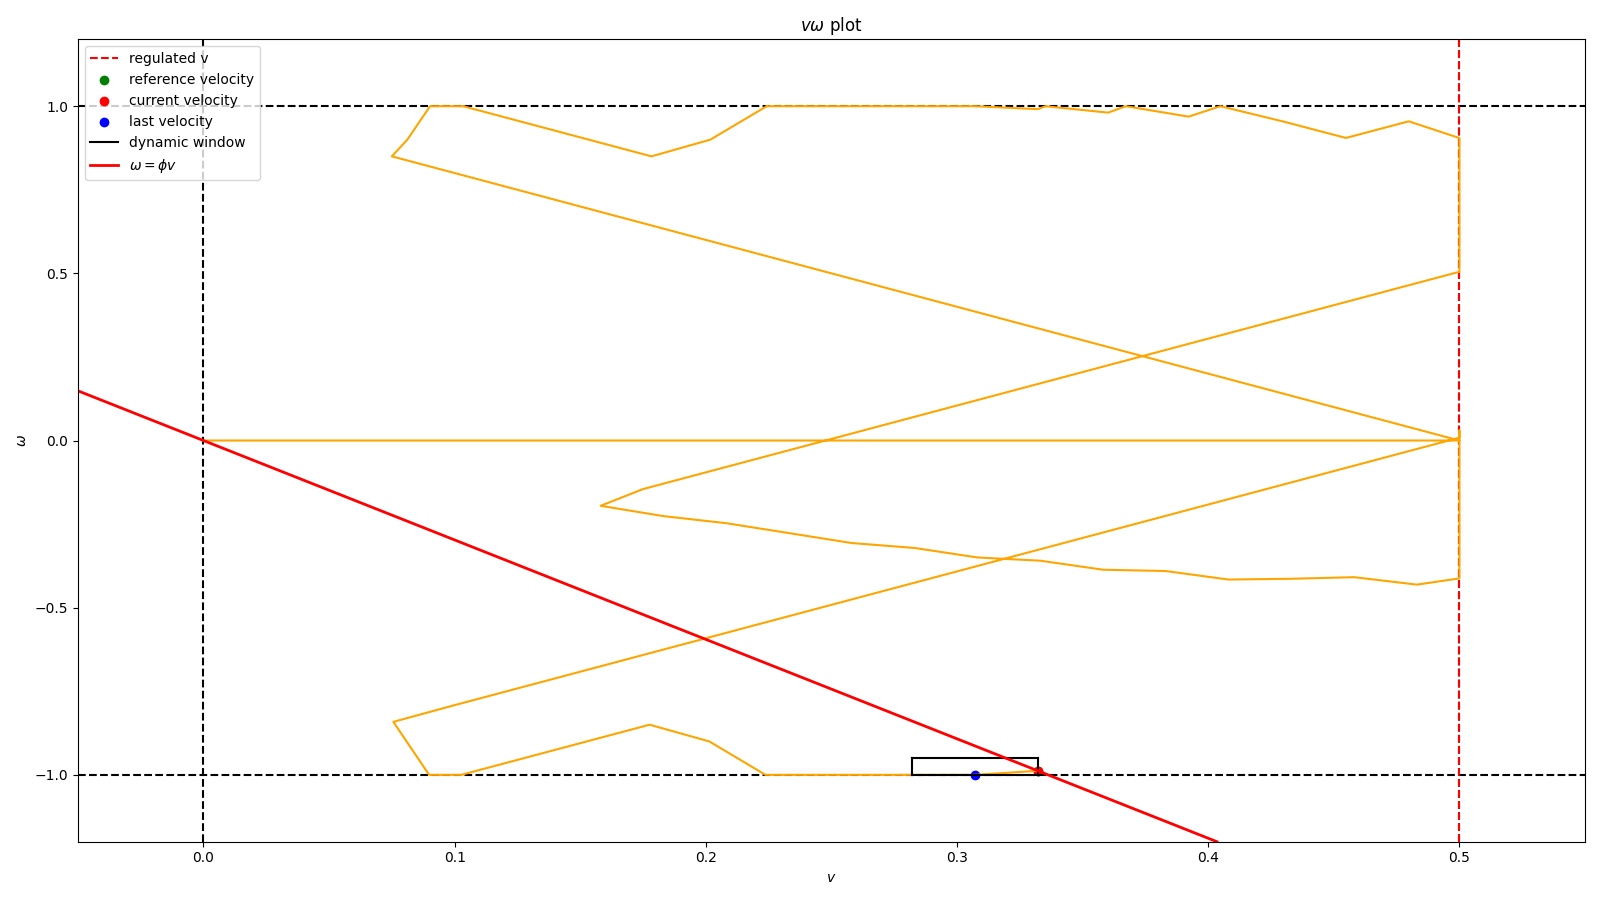 vω plot
regulated v
reference velocity
current velocity
last velocity
dynamic window
ω = ϕv
1.0
0.5
0.0
−0.5
−1.0
ω
0.0 0.1 0.2 0.3 0.4 0.5
v